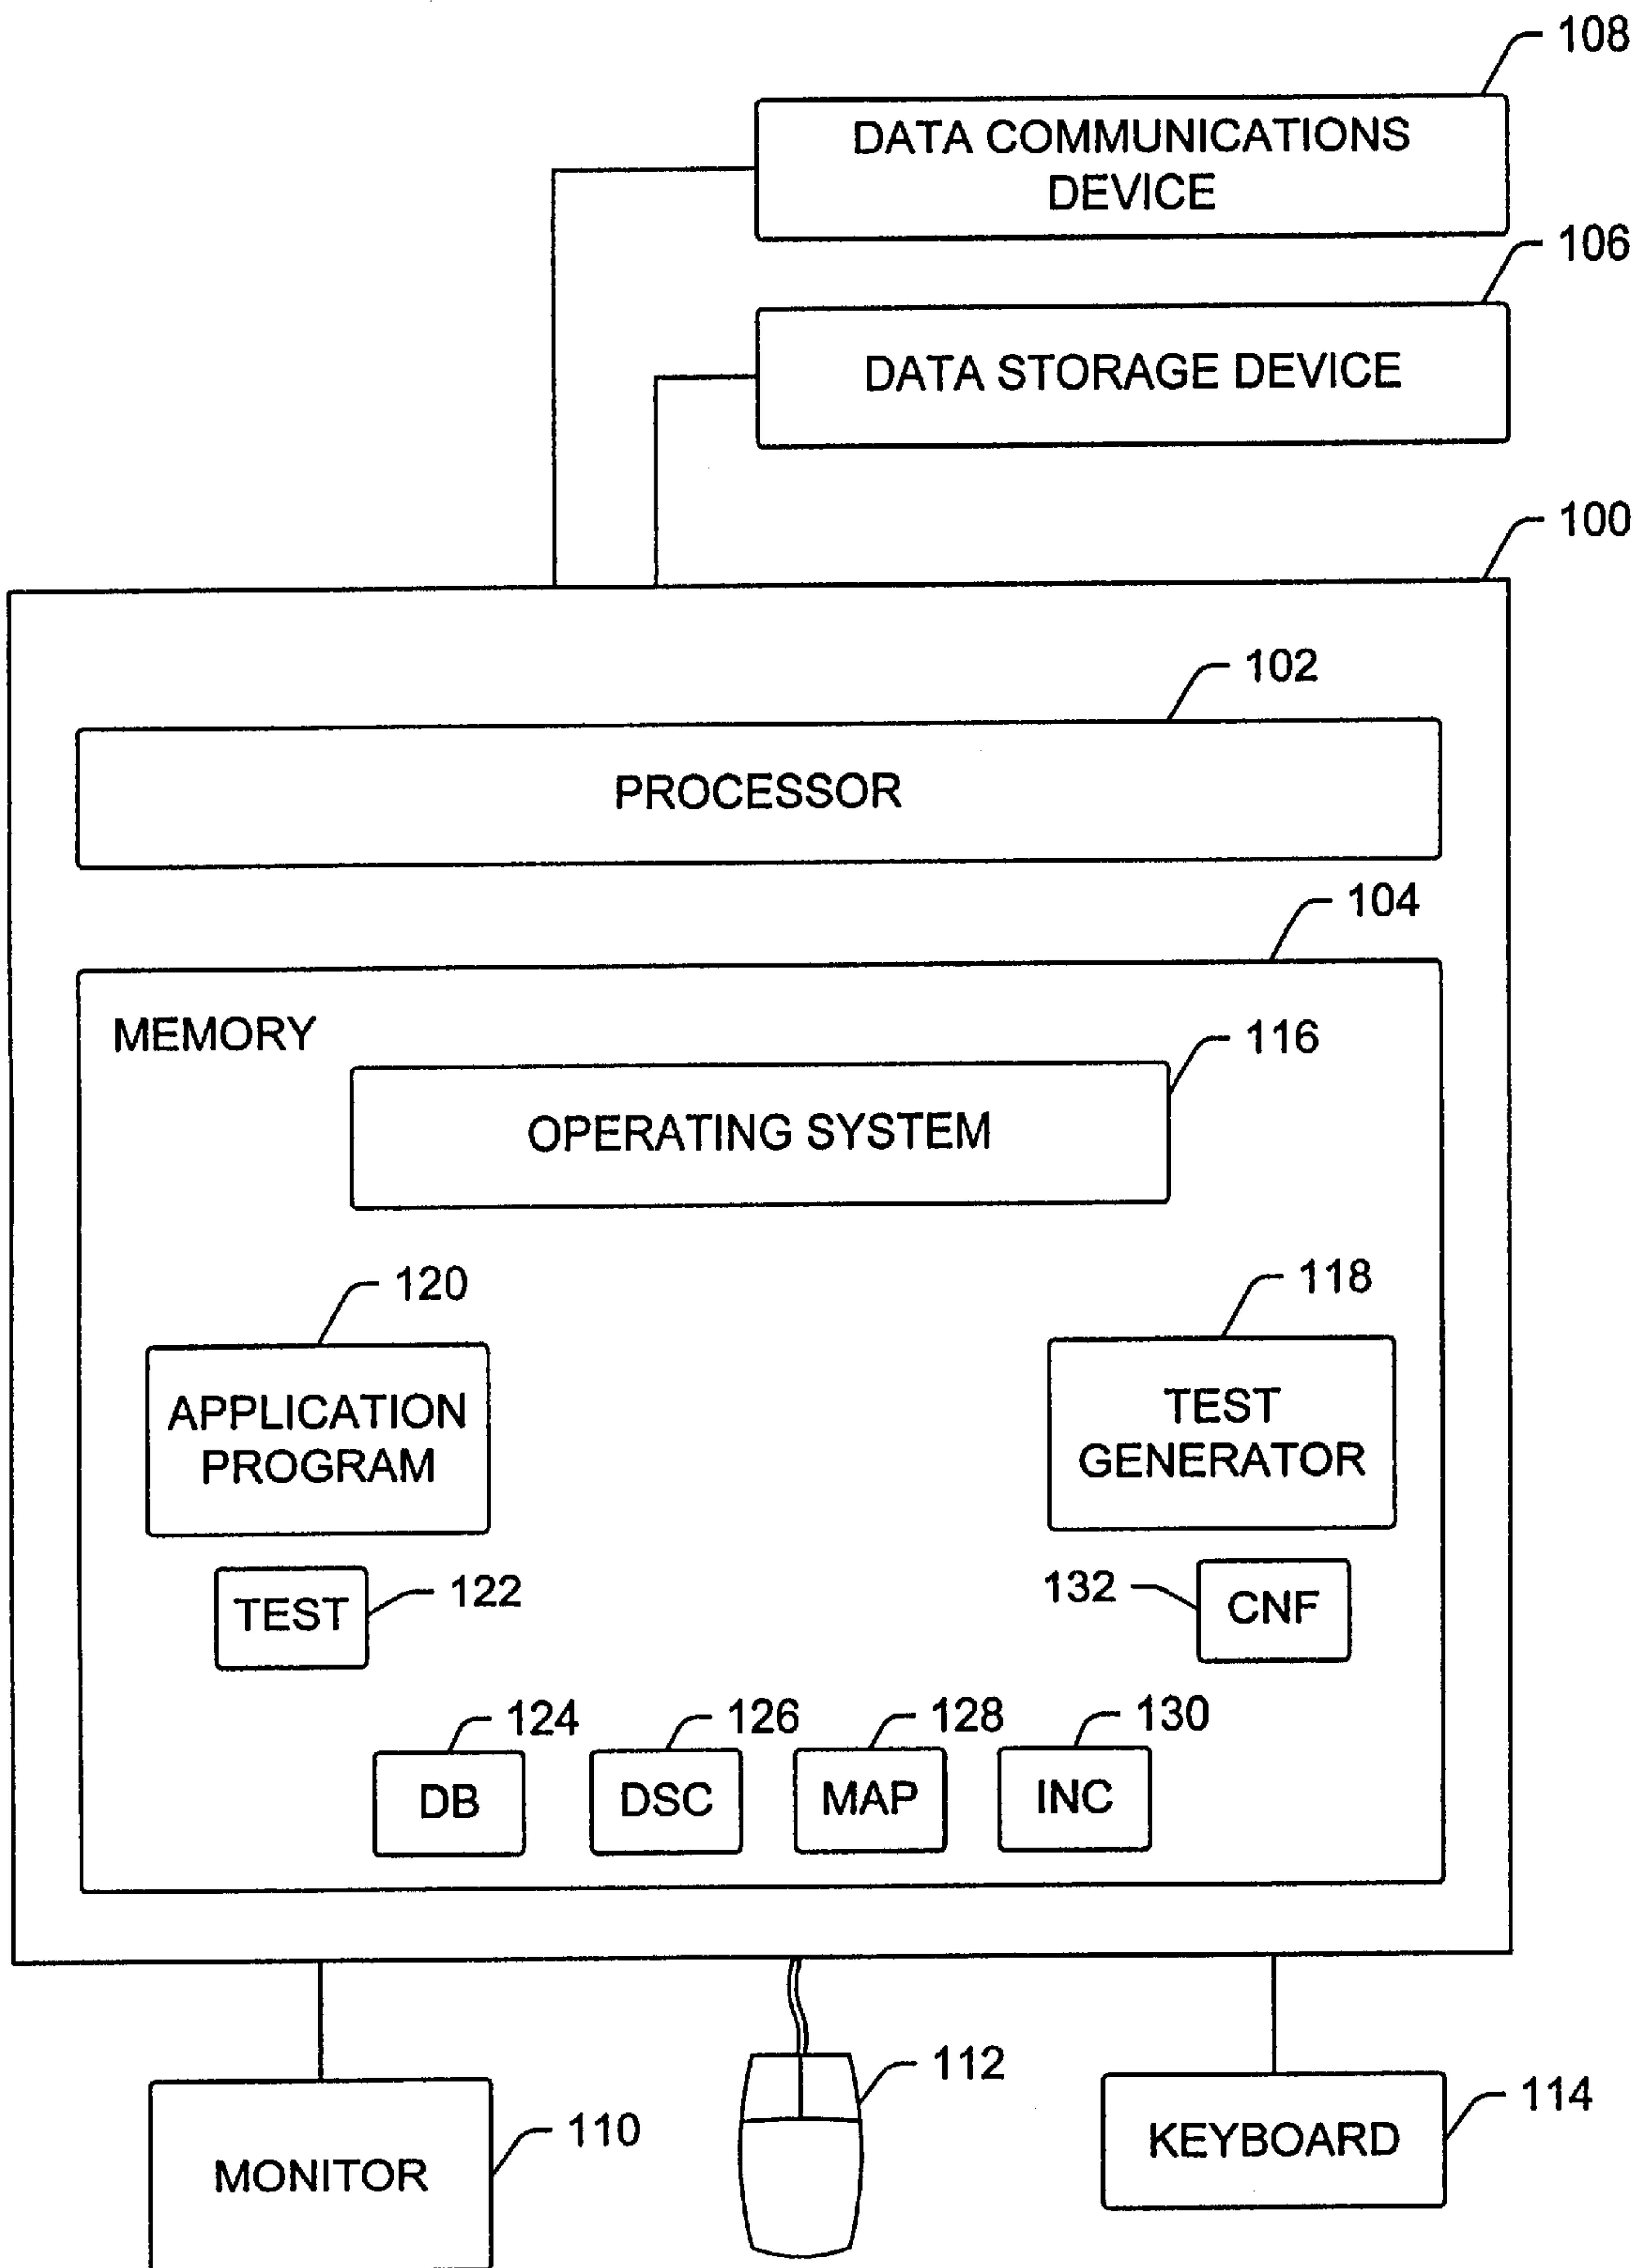 108
DATA COMMUNICATIONS
DEVICE
106
DATA STORAGE DEVICE
100
102
PROCESSOR
104
MEMORY
116
OPERATING SYSTEM
120
118
APPLICATION
PROGRAM
TEST
GENERATOR
TEST
122
132
CNF
124
126
128
130
DB
DSC
MAP
INC
112
114
110
KEYBOARD
MONITOR